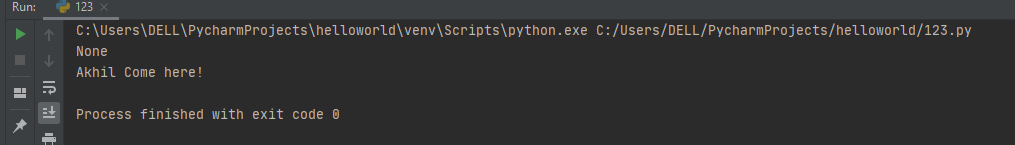 Run:
123
C:\Users\DELL\PycharmProjects\helloworld\venv\Scripts\python.exe C:/Users/DELL/PycharmProjects/helloworld/123.py
None
Akhil Come here!
Process finished with exit code 0